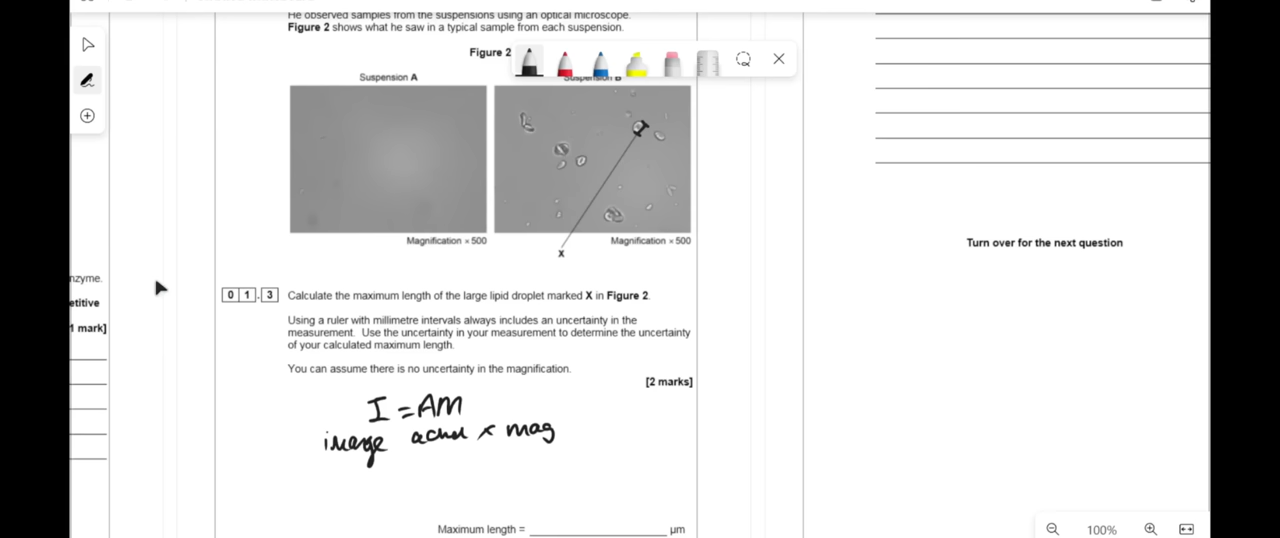 He observed samples from the suspensions using an optical microscope.
Figure 2 shows what he saw in a typical sample from each suspension.
Figure 2
Suspension A
Suspension B
Magnification × 500
Magnification × 500
X
nzyme.
etitive
1 mark]
0 1 . 3 Calculate the maximum length of the large lipid droplet marked X in Figure 2.
Using a ruler with millimetre intervals always includes an uncertainty in the
measurement. Use the uncertainty in your measurement to determine the uncertainty
of your calculated maximum length.
You can assume there is no uncertainty in the magnification.
[2 marks]
I = AM
image actual × mag
Maximum length = μm
Turn over for the next question
100%